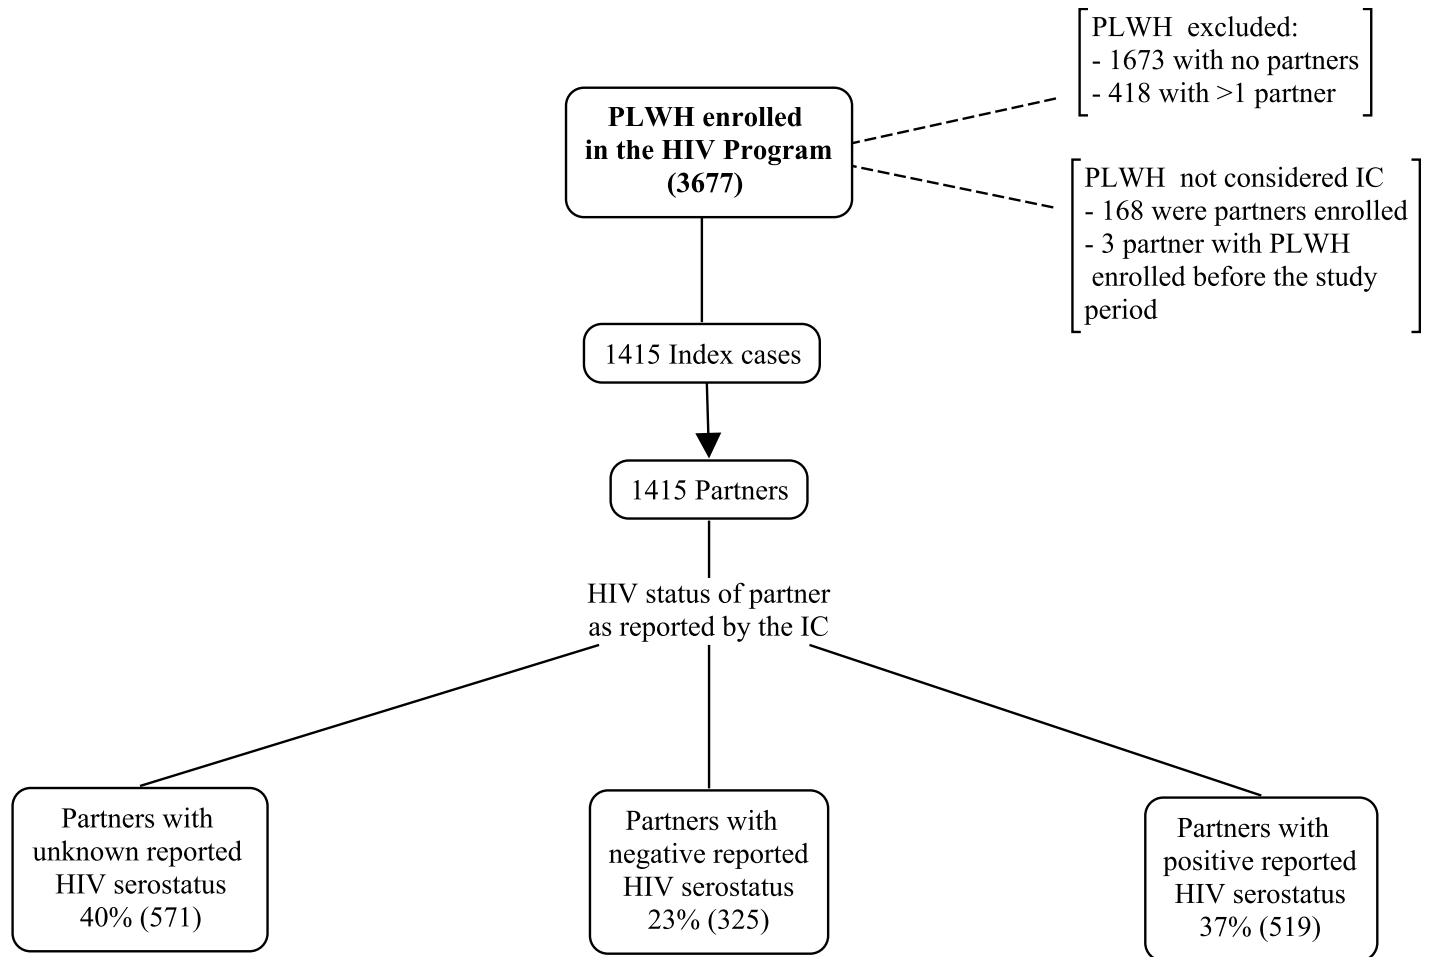 PLWH excluded:
- 1673 with no partners
- 418 with >1 partner
PLWH enrolled
in the HIV Program
(3677)
PLWH not considered IC
- 168 were partners enrolled
- 3 partner with PLWH
enrolled before the study
period
1415 Index cases
1415 Partners
HIV status of partner
as reported by the IC
Partners with
unknown reported
HIV serostatus
40% (571)
Partners with
negative reported
HIV serostatus
23% (325)
Partners with
positive reported
HIV serostatus
37% (519)